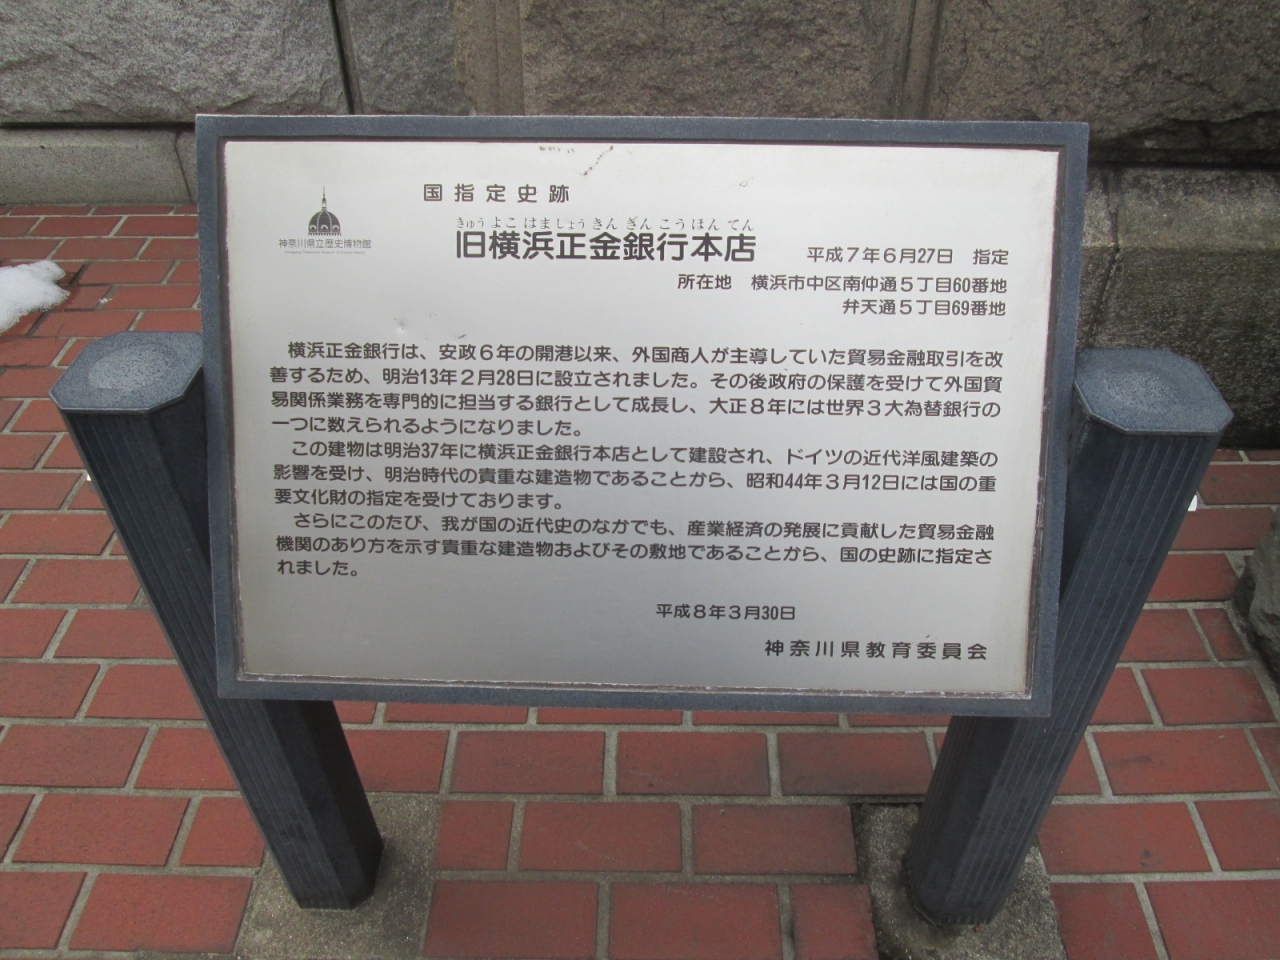 国指定史跡
きゅう よこ はま しょう きん ぎん こう ほん てん
旧横浜正金銀行本店
平成7年6月27日 指定
神奈川県立歴史博物館
所在地 横浜市中区南仲通5丁目60番地
弁天通5丁目69番地
横浜正金銀行は、安政6年の開港以来、外国商人が主導していた貿易金融取引を改
善するため、明治13年2月28日に設立されました。その後政府の保護を受けて外国貿
易関係業務を専門的に担当する銀行として成長し、大正8年には世界3大為替銀行の
一つに数えられるようになりました。
この建物は明治37年に横浜正金銀行本店として建設され、ドイツの近代洋風建築の
影響を受け、明治時代の貴重な建造物であることから、昭和44年3月12日には国の重
要文化財の指定を受けております。
さらにこのたび、我が国の近代史のなかでも、産業経済の発展に貢献した貿易金融
機関のあり方を示す貴重な建造物およびその敷地であることから、国の史跡に指定さ
れました。
平成8年3月30日
神奈川県教育委員会